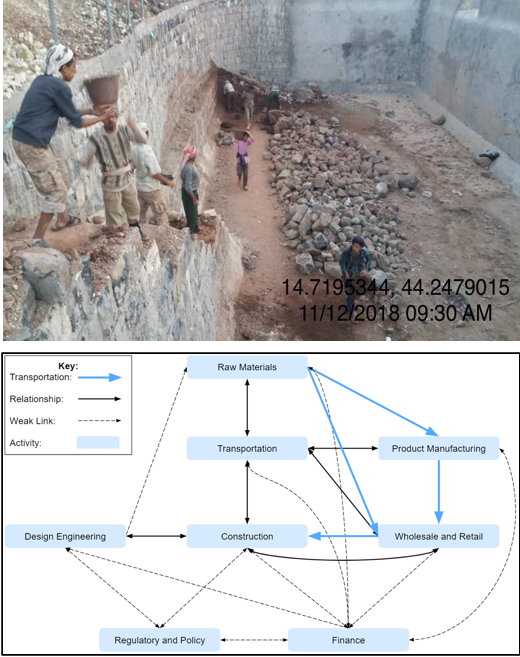 14.7195344, 44.2479015
11/12/2018 09:30 AM
Key:
Transportation:
Relationship:
Weak Link:
Activity:
Raw Materials
Transportation
Product Manufacturing
Design Engineering
Construction
Wholesale and Retail
Regulatory and Policy
Finance